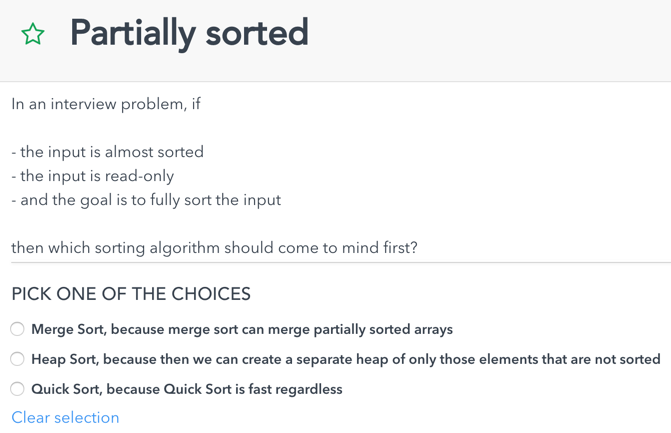 Partially sorted
In an interview problem, if
- the input is almost sorted
- the input is read-only
- and the goal is to fully sort the input
then which sorting algorithm should come to mind first?
PICK ONE OF THE CHOICES
Merge Sort, because merge sort can merge partially sorted arrays
Heap Sort, because then we can create a separate heap of only those elements that are not sorted
Quick Sort, because Quick Sort is fast regardless
Clear selection